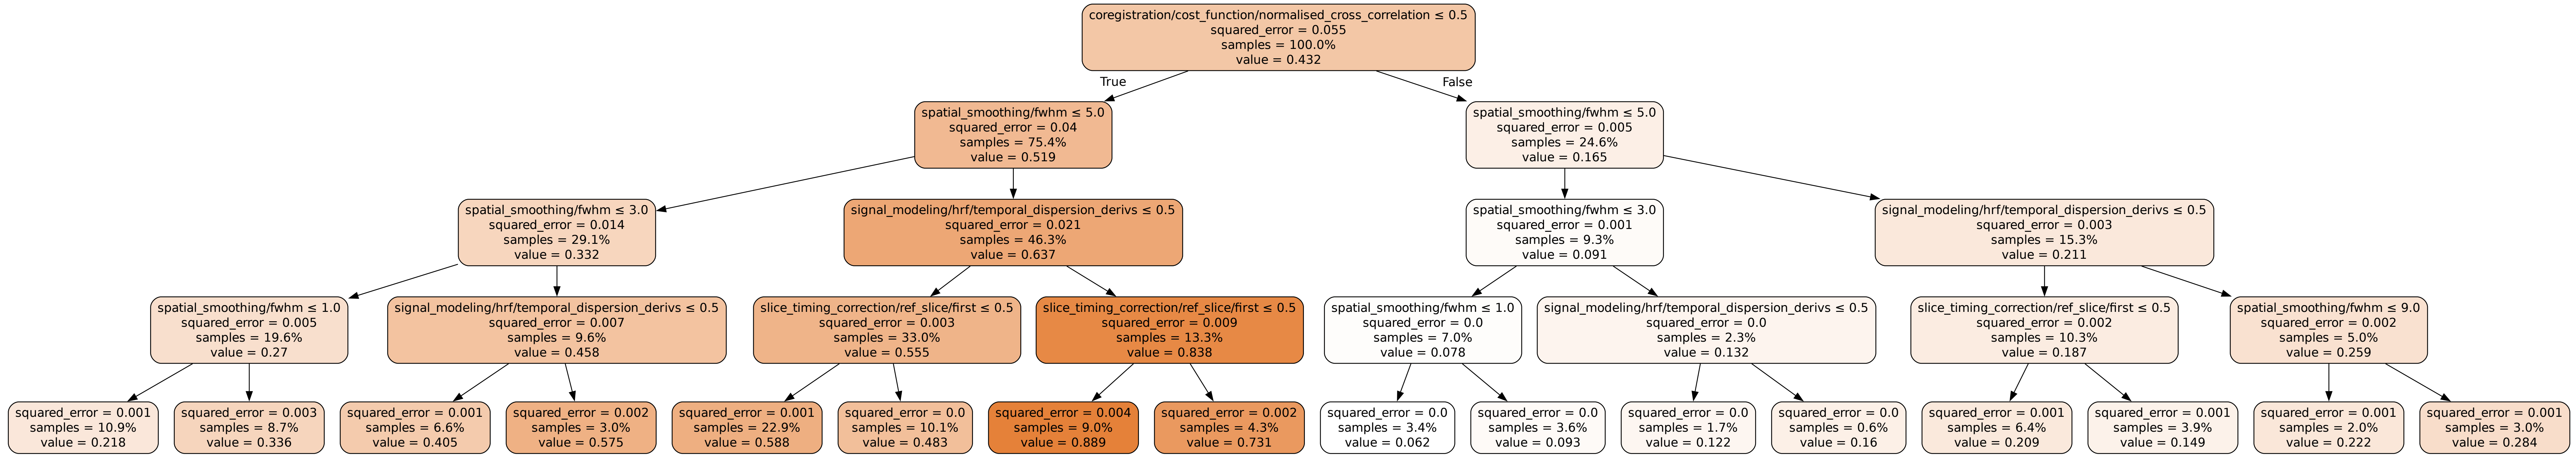 coregistration/cost_function/normalised_cross_correlation ≤ 0.5
squared_error = 0.055
samples = 100.0%
value = 0.432
True
False
spatial_smoothing/fwhm ≤ 5.0
squared_error = 0.04
samples = 75.4%
value = 0.519
spatial_smoothing/fwhm ≤ 5.0
squared_error = 0.005
samples = 24.6%
value = 0.165
spatial_smoothing/fwhm ≤ 3.0
squared_error = 0.014
samples = 29.1%
value = 0.332
signal_modeling/hrf/temporal_dispersion_derivs ≤ 0.5
squared_error = 0.021
samples = 46.3%
value = 0.637
spatial_smoothing/fwhm ≤ 3.0
squared_error = 0.001
samples = 9.3%
value = 0.091
signal_modeling/hrf/temporal_dispersion_derivs ≤ 0.5
squared_error = 0.003
samples = 15.3%
value = 0.211
spatial_smoothing/fwhm ≤ 1.0
squared_error = 0.005
samples = 19.6%
value = 0.27
signal_modeling/hrf/temporal_dispersion_derivs ≤ 0.5
squared_error = 0.007
samples = 9.6%
value = 0.458
slice_timing_correction/ref_slice/first ≤ 0.5
squared_error = 0.003
samples = 33.0%
value = 0.555
slice_timing_correction/ref_slice/first ≤ 0.5
squared_error = 0.009
samples = 13.3%
value = 0.838
spatial_smoothing/fwhm ≤ 1.0
squared_error = 0.0
samples = 7.0%
value = 0.078
signal_modeling/hrf/temporal_dispersion_derivs ≤ 0.5
squared_error = 0.0
samples = 2.3%
value = 0.132
slice_timing_correction/ref_slice/first ≤ 0.5
squared_error = 0.002
samples = 10.3%
value = 0.187
spatial_smoothing/fwhm ≤ 9.0
squared_error = 0.002
samples = 5.0%
value = 0.259
squared_error = 0.001
samples = 10.9%
value = 0.218
squared_error = 0.003
samples = 8.7%
value = 0.336
squared_error = 0.001
samples = 6.6%
value = 0.405
squared_error = 0.002
samples = 3.0%
value = 0.575
squared_error = 0.001
samples = 22.9%
value = 0.588
squared_error = 0.0
samples = 10.1%
value = 0.483
squared_error = 0.004
samples = 9.0%
value = 0.889
squared_error = 0.002
samples = 4.3%
value = 0.731
squared_error = 0.0
samples = 3.4%
value = 0.062
squared_error = 0.0
samples = 3.6%
value = 0.093
squared_error = 0.0
samples = 1.7%
value = 0.122
squared_error = 0.0
samples = 0.6%
value = 0.16
squared_error = 0.001
samples = 6.4%
value = 0.209
squared_error = 0.001
samples = 3.9%
value = 0.149
squared_error = 0.001
samples = 2.0%
value = 0.222
squared_error = 0.001
samples = 3.0%
value = 0.284